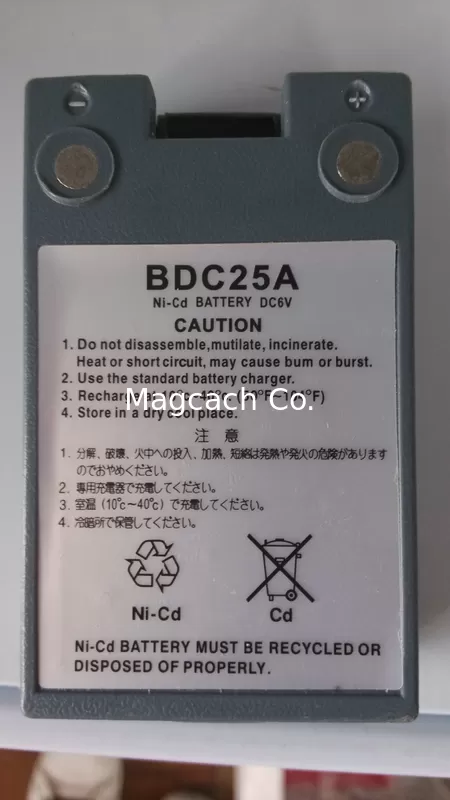 − +
BDC25A
Ni-Cd BATTERY DC6V
CAUTION
1. Do not disassemble,mutilate, incinerate.
Heat or short circuit, may cause bum or burst.
2. Use the standard battery charger.
3. Recharge at
Magcach Co.
4. Store in a dry cool place.
注 意
1. 分解、破壊、火中への投入、加熱、短絡は発熱や発火の危険があります
のでおやめください。
2. 専用充電器で充電してください。
3. 室温(10℃～40℃)で充電してください。
4. 冷暗所で保管してください。
Ni-Cd Cd
Ni-Cd BATTERY MUST BE RECYCLED OR
DISPOSED OF PROPERLY.